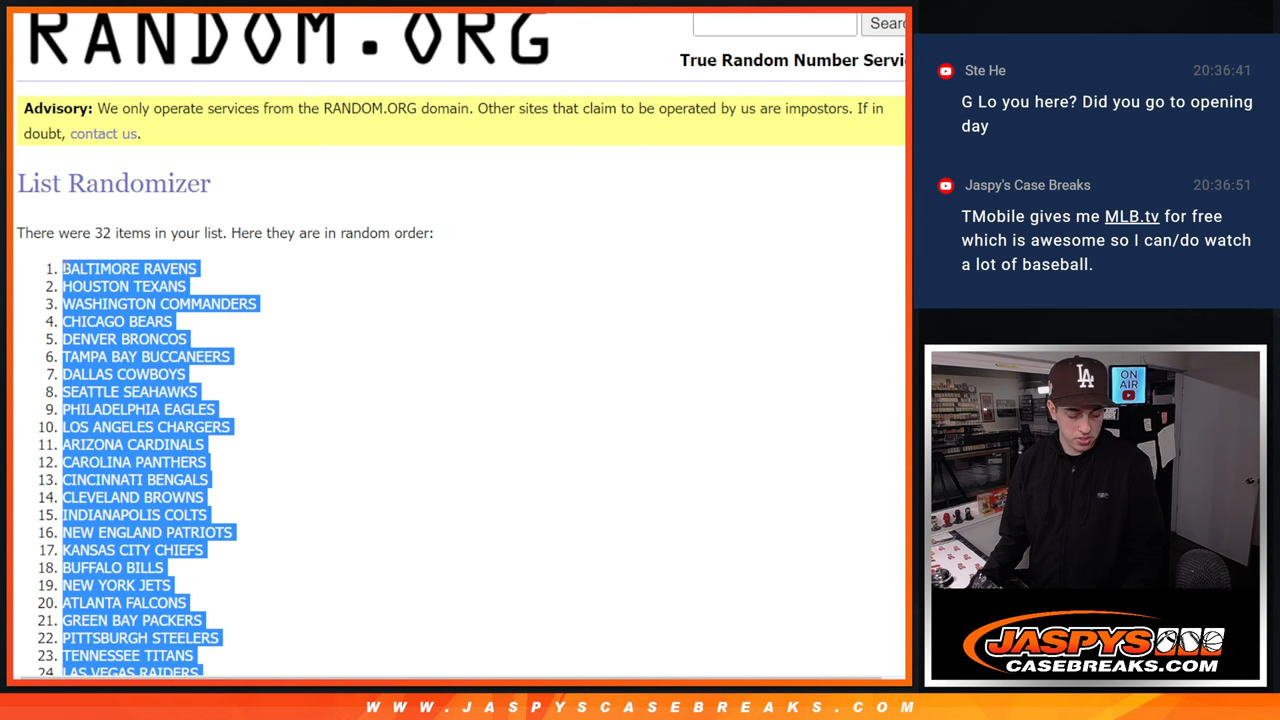 RANDOM.ORG
Searc
True Random Number Servi
Advisory: We only operate services from the RANDOM.ORG domain. Other sites that claim to be operated by us are impostors. If in
doubt, contact us.
List Randomizer
There were 32 items in your list. Here they are in random order:
1. BALTIMORE RAVENS
2. HOUSTON TEXANS
3. WASHINGTON COMMANDERS
4. CHICAGO BEARS
5. DENVER BRONCOS
6. TAMPA BAY BUCCANEERS
7. DALLAS COWBOYS
8. SEATTLE SEAHAWKS
9. PHILADELPHIA EAGLES
10. LOS ANGELES CHARGERS
11. ARIZONA CARDINALS
12. CAROLINA PANTHERS
13. CINCINNATI BENGALS
14. CLEVELAND BROWNS
15. INDIANAPOLIS COLTS
16. NEW ENGLAND PATRIOTS
17. KANSAS CITY CHIEFS
18. BUFFALO BILLS
19. NEW YORK JETS
20. ATLANTA FALCONS
21. GREEN BAY PACKERS
22. PITTSBURGH STEELERS
23. TENNESSEE TITANS
24. LAS VEGAS RAIDERS
Ste He 20:36:41
G Lo you here? Did you go to opening
day
Jaspy's Case Breaks 20:36:51
TMobile gives me MLB.tv for free
which is awesome so I can/do watch
a lot of baseball.
LA
ON
AIR
JASPYS
CASEBREAKS.COM
WWW.JASPYSCASEBREAKS.COM